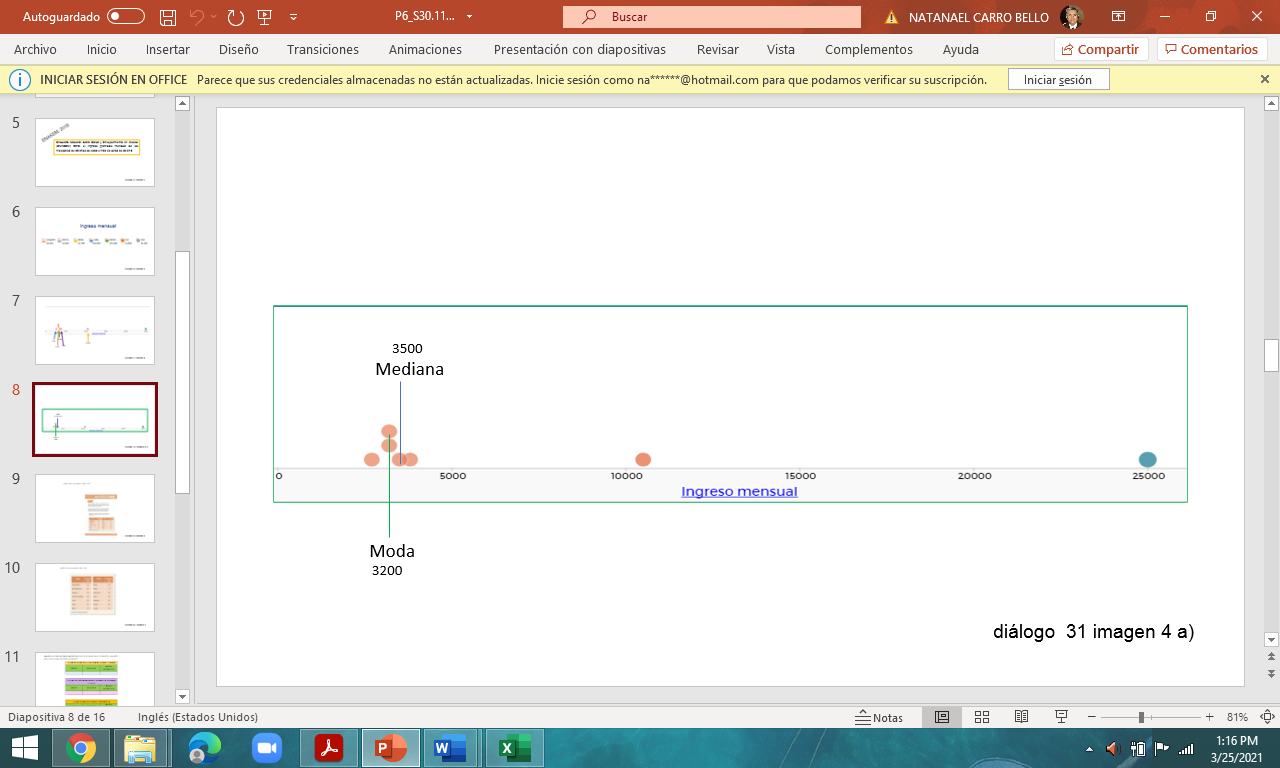 Autoguardado
P6_S30.11...
Buscar
NATANAEL CARRO BELLO
Archivo Inicio Insertar Diseño Transiciones Animaciones Presentación con diapositivas Revisar Vista Complementos Ayuda Compartir Comentarios
INICIAR SESIÓN EN OFFICE Parece que sus credenciales almacenadas no están actualizadas. Inicie sesión como na******@hotmail.com para que podamos verificar su suscripción. Iniciar sesión
5
6
Ingreso mensual
7
8
9
10
11
3500
Mediana
0 5000 10000 15000 20000 25000
Ingreso mensual
Moda
3200
diálogo 31 imagen 4 a)
Diapositiva 8 de 16 Inglés (Estados Unidos) Notas 81%
1:16 PM
3/25/2021